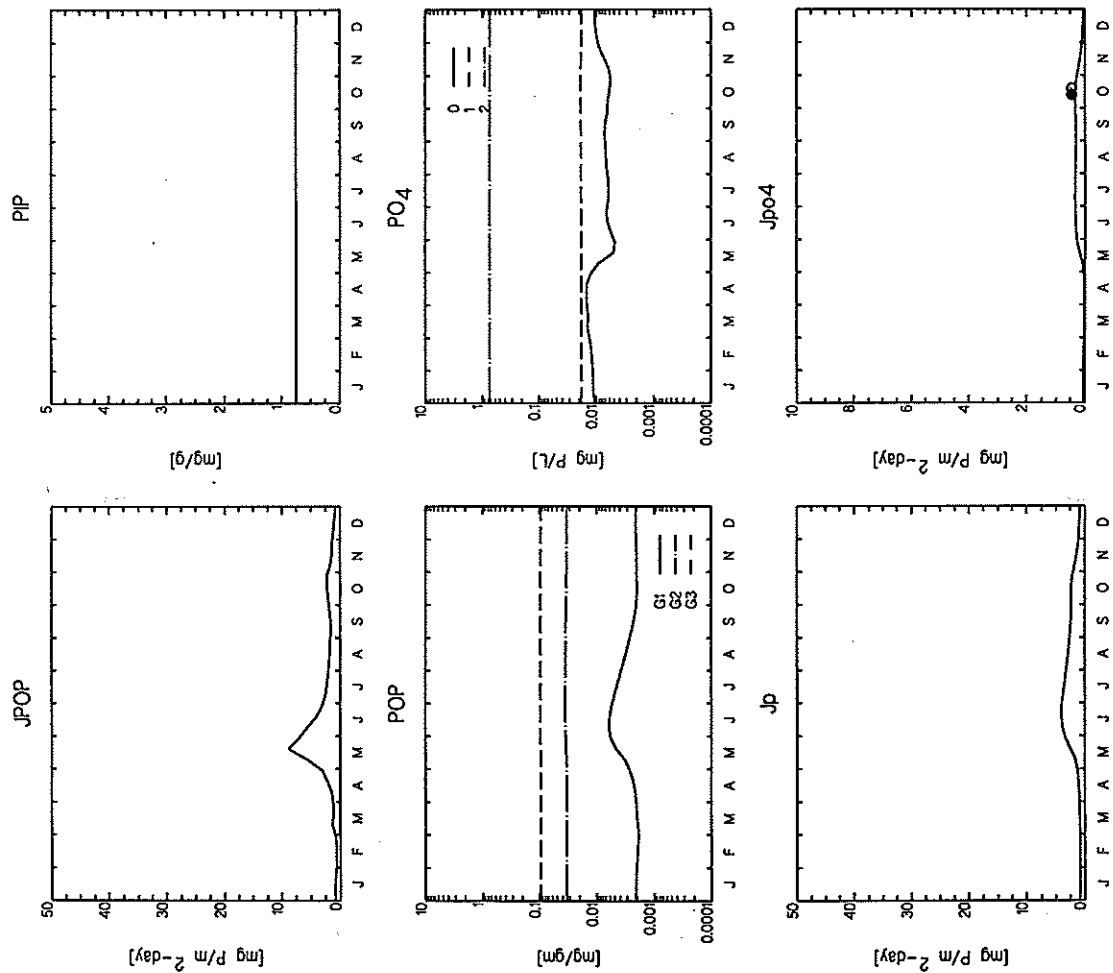 JPOP
[mg P/m 2-day]
50
40
30
20
10
0
J F M A M J J A S O N D
PIP
[mg/g]
5
4
3
2
1
0
J F M A M J J A S O N D
POP
[mg/gm]
10
1
0.1
0.01
0.001
0.0001
G1
G2
G3
J F M A M J J A S O N D
PO4
[mg P/L]
10
1
0.1
0.01
0.001
0.0001
0
1
2
J F M A M J J A S O N D
Jp
[mg P/m 2-day]
50
40
30
20
10
0
J F M A M J J A S O N D
Jpo4
[mg P/m 2-day]
10
8
6
4
2
0
J F M A M J J A S O N D